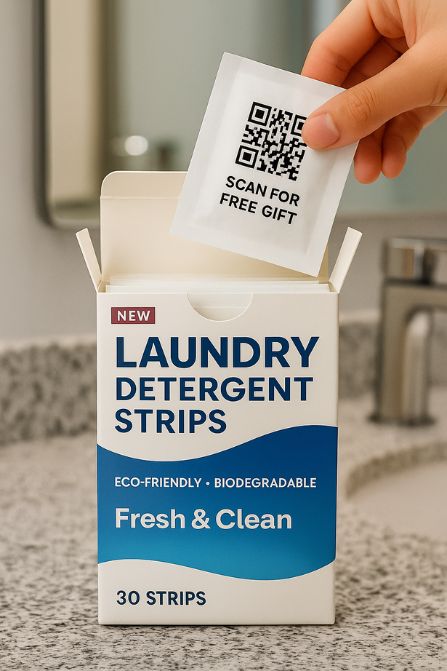 SCAN FOR
FREE GIFT
NEW
LAUNDRY
DETERGENT
STRIPS
ECO-FRIENDLY • BIODEGRADABLE
Fresh & Clean
30 STRIPS